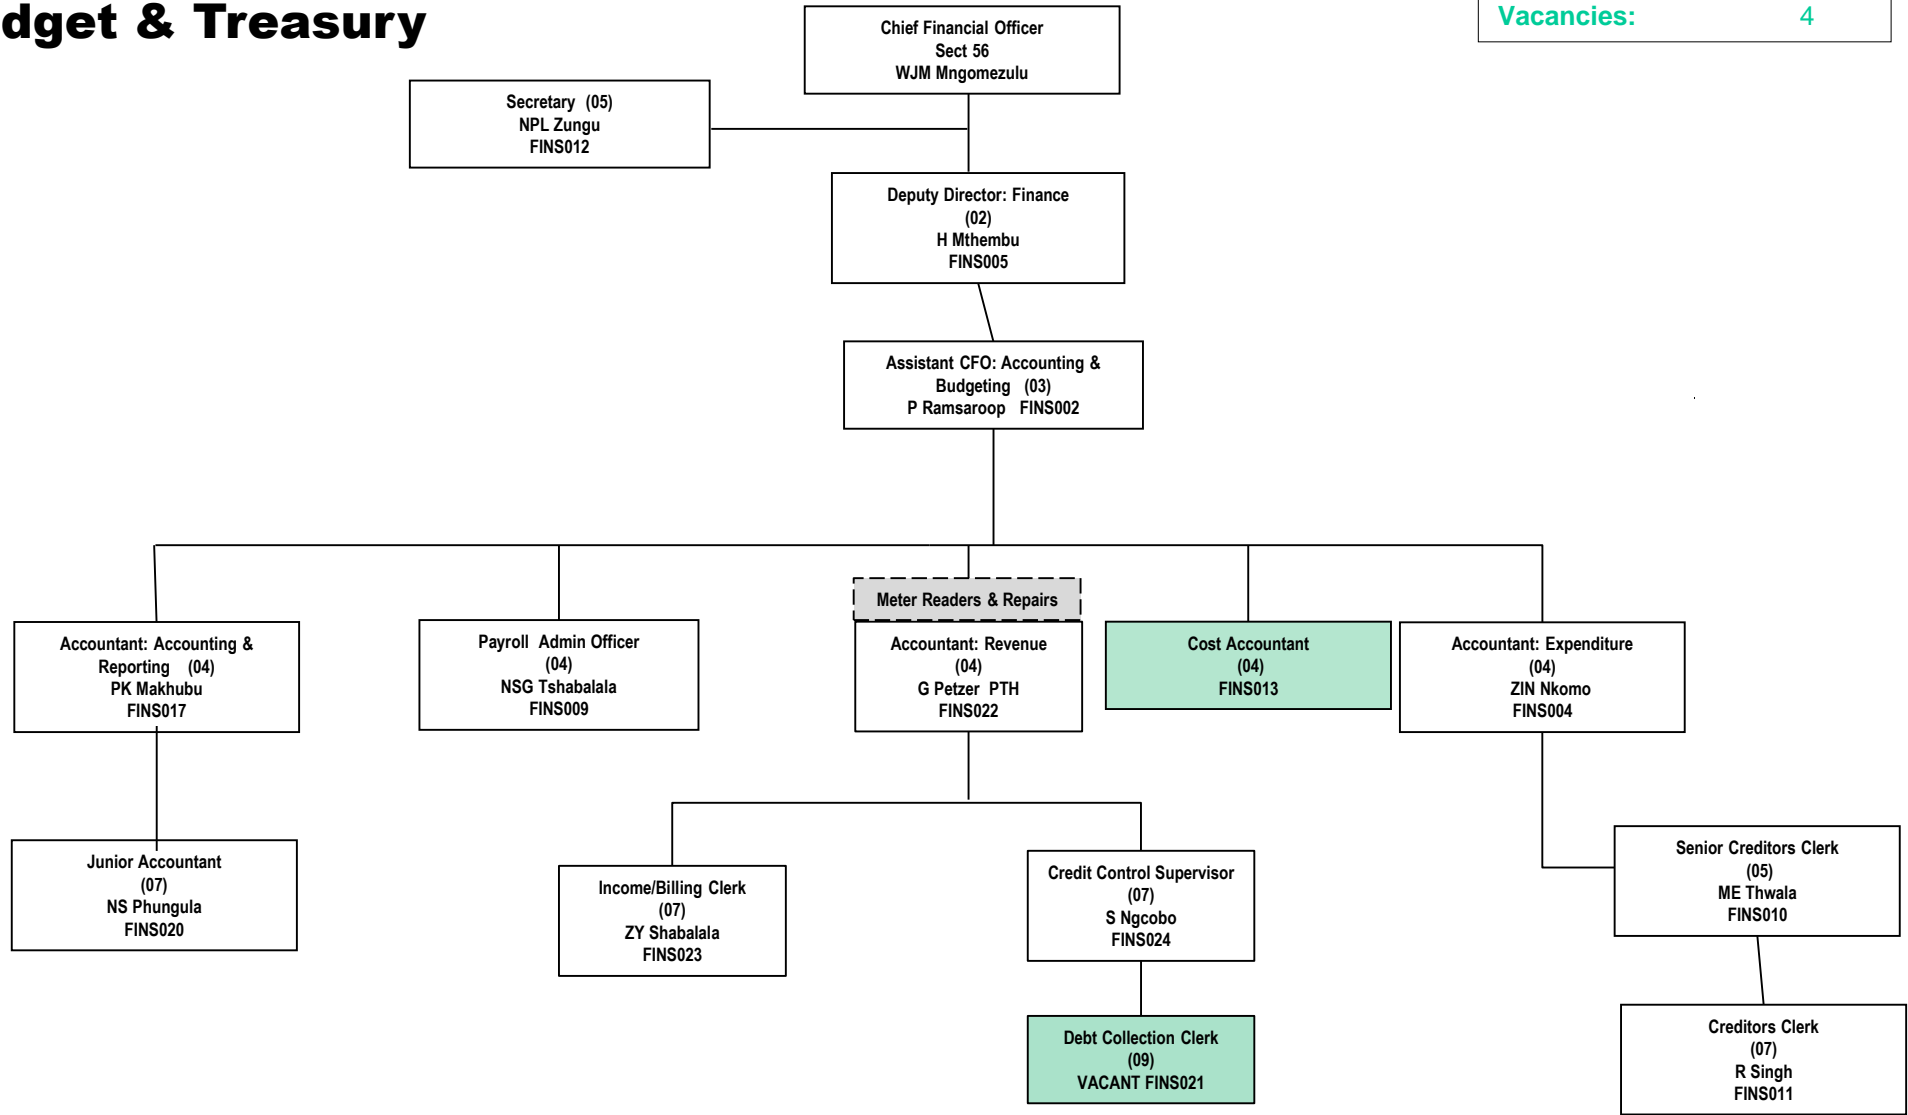 dget & Treasury
Vacancies: 4
Chief Financial Officer
Sect 56
WJM Mngomezulu
Secretary (05)
NPL Zungu
FINS012
Deputy Director: Finance
(02)
H Mthembu
FINS005
Assistant CFO: Accounting &
Budgeting (03)
P Ramsaroop FINS002
Meter Readers & Repairs
Accountant: Accounting &
Reporting (04)
PK Makhubu
FINS017
Payroll Admin Officer
(04)
NSG Tshabalala
FINS009
Accountant: Revenue
(04)
G Petzer PTH
FINS022
Cost Accountant
(04)
FINS013
Accountant: Expenditure
(04)
ZIN Nkomo
FINS004
Junior Accountant
(07)
NS Phungula
FINS020
Income/Billing Clerk
(07)
ZY Shabalala
FINS023
Credit Control Supervisor
(07)
S Ngcobo
FINS024
Senior Creditors Clerk
(05)
ME Thwala
FINS010
Debt Collection Clerk
(09)
VACANT FINS021
Creditors Clerk
(07)
R Singh
FINS011